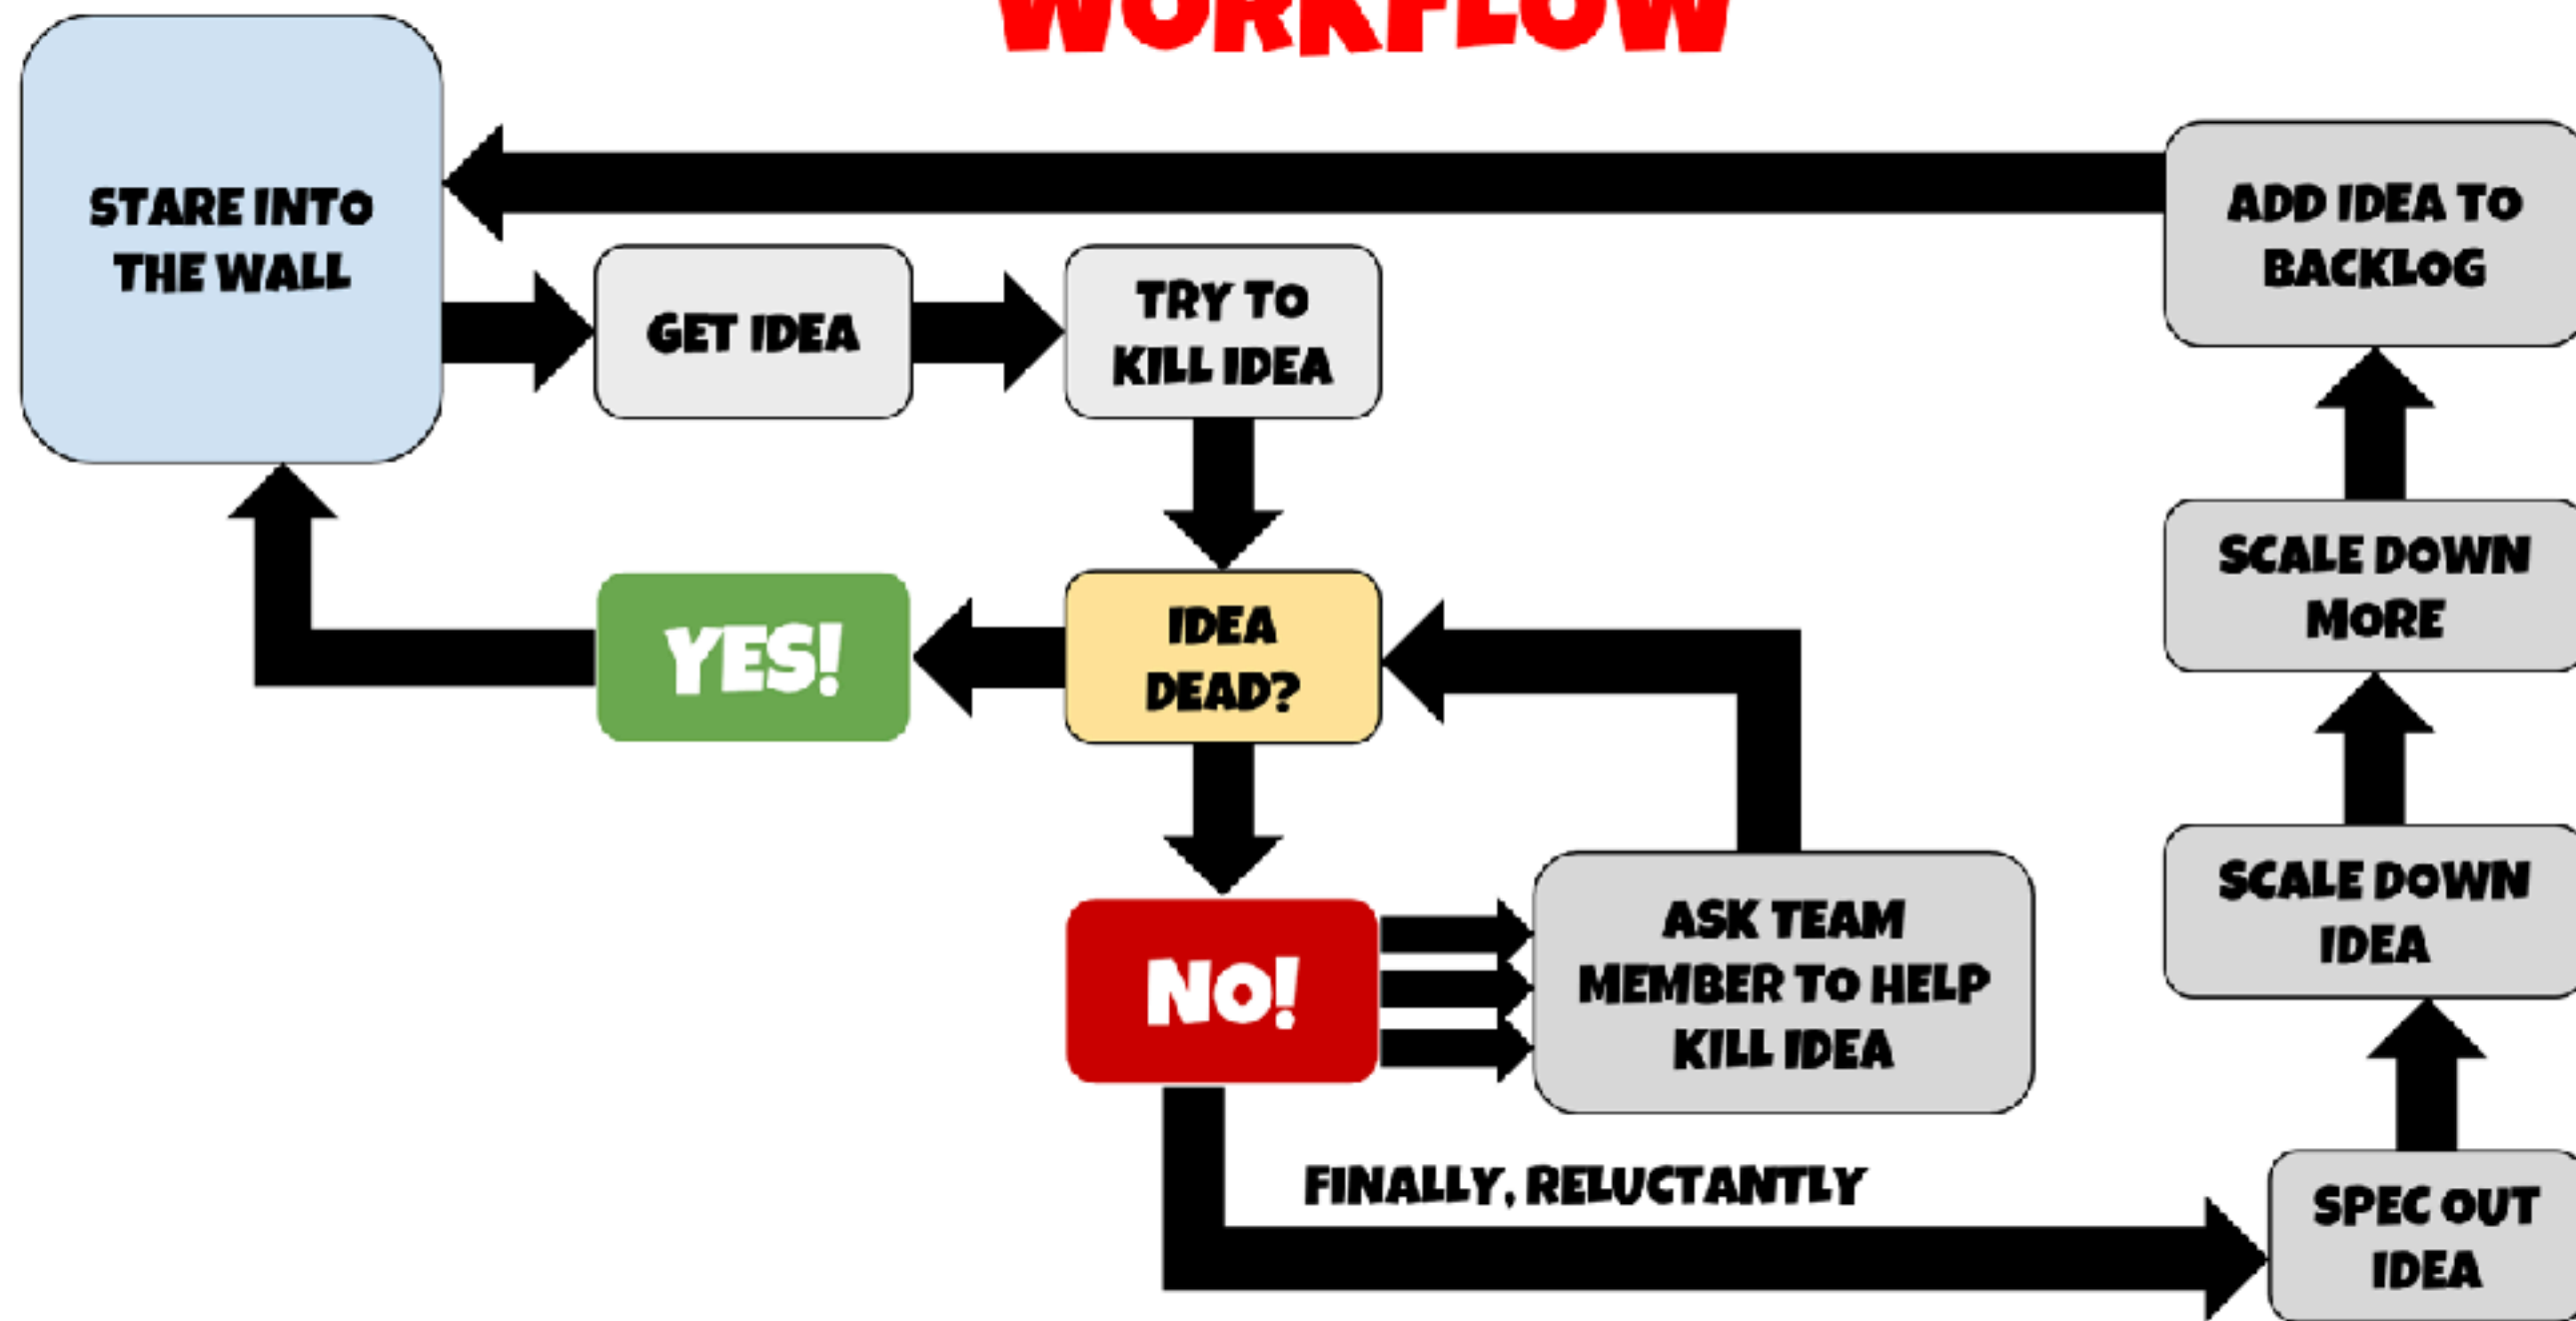 WORKFLOW
STARE INTO
THE WALL
GET IDEA
TRY TO
KILL IDEA
ADD IDEA TO
BACKLOG
SCALE DOWN
MORE
YES!
IDEA
DEAD?
SCALE DOWN
IDEA
NO!
ASK TEAM
MEMBER TO HELP
KILL IDEA
FINALLY, RELUCTANTLY
SPEC OUT
IDEA